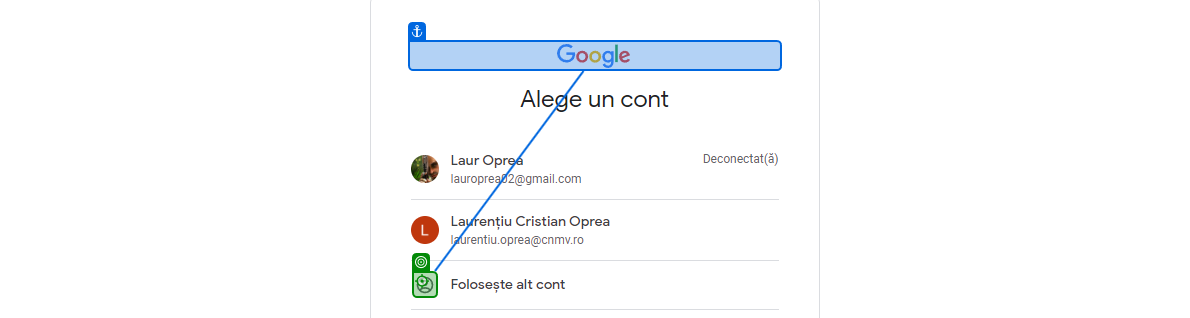 Google
Alege un cont
Laur Oprea
Deconectat(ă)
lauroprea02@gmail.com
L
Laurențiu Cristian Oprea
laurentiu.oprea@cnmv.ro
Folosește alt cont